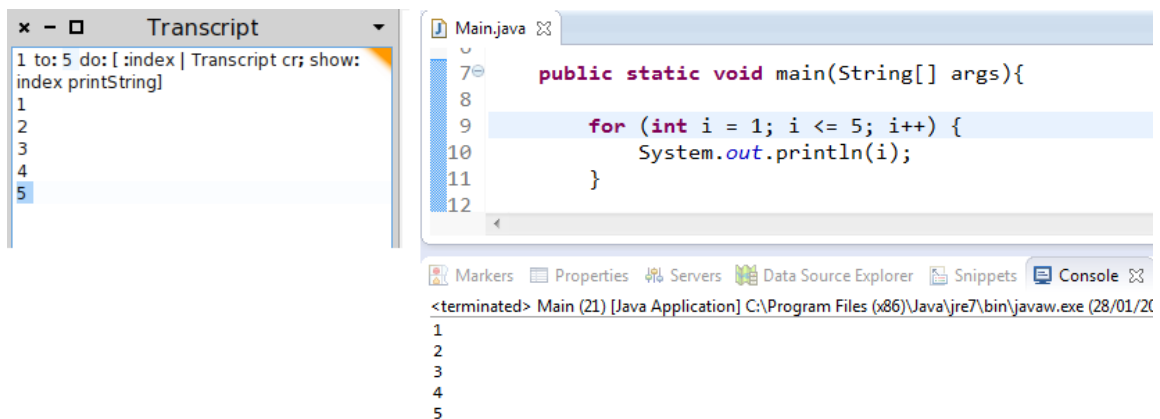 Transcript
1 to: 5 do: [ :index | Transcript cr; show:
index printString]
1
2
3
4
5
Main.java
7 public static void main(String[] args){
8
9 for (int i = 1; i <= 5; i++) {
10 System.out.println(i);
11 }
12
Markers Properties Servers Data Source Explorer Snippets Console
<terminated> Main (21) [Java Application] C:\Program Files (x86)\Java\jre7\bin\javaw.exe (28/01/20
1
2
3
4
5